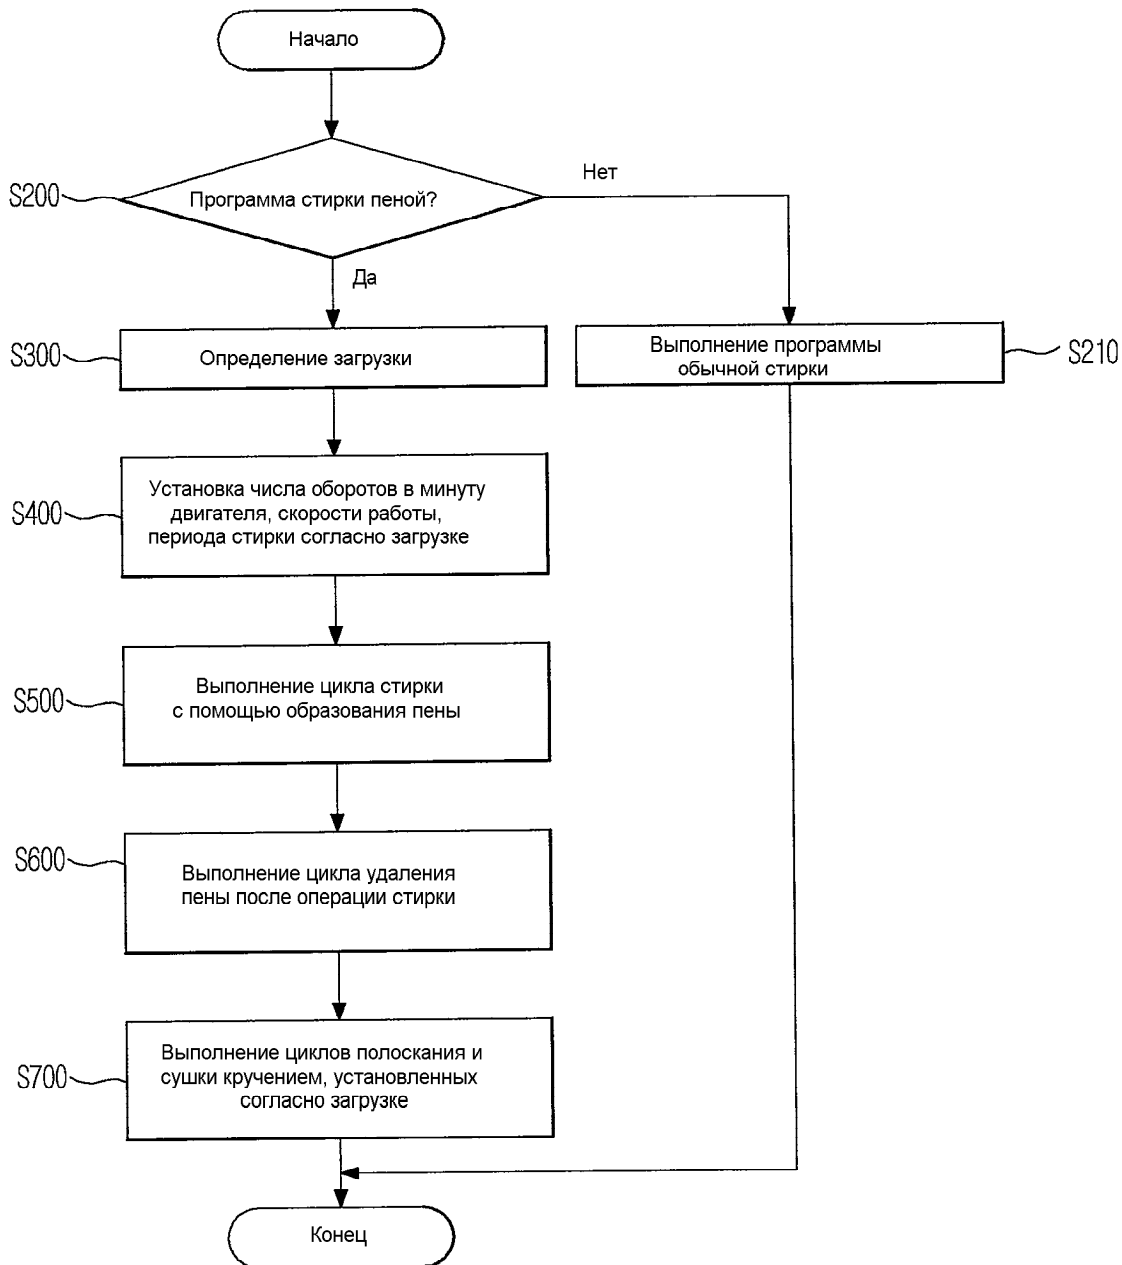 Начало
S200
Программа стирки пеной?
Нет
Да
S300
Определение загрузки
Выполнение программы
обычной стирки
S210
S400
Установка числа оборотов в минуту
двигателя, скорости работы,
периода стирки согласно загрузке
S500
Выполнение цикла стирки
с помощью образования пены
S600
Выполнение цикла удаления
пены после операции стирки
S700
Выполнение циклов полоскания и
сушки кручением, установленных
согласно загрузке
Конец